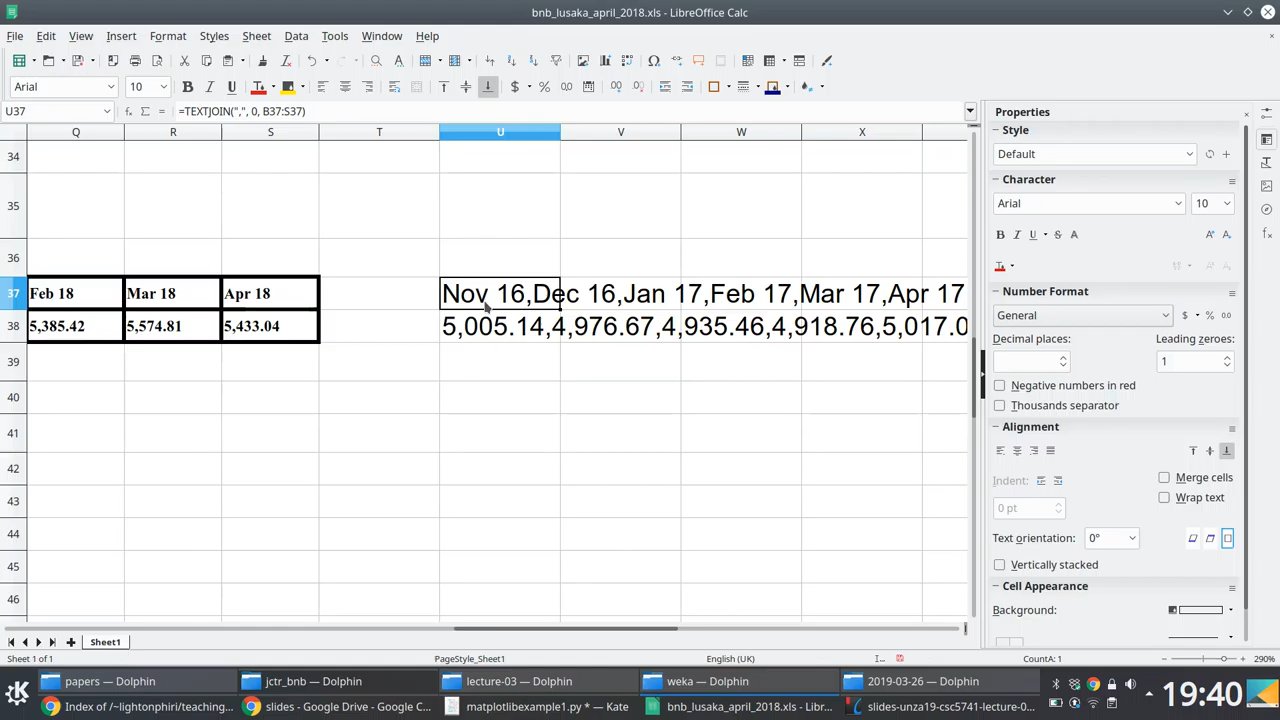 bnb_lusaka_april_2018.xls - LibreOffice Calc
File Edit View Insert Format Styles Sheet Data Tools Window Help
Arial 10
U37 =TEXTJOIN(",", 0, B37:S37)
Q R S T U V W X
34
35
36
37 Feb 18 Mar 18 Apr 18 Nov 16,Dec 16,Jan 17,Feb 17,Mar 17,Apr 17
38 5,385.42 5,574.81 5,433.04 5,005.14,4,976.67,4,935.46,4,918.76,5,017.0
39
40
41
42
43
44
45
46
Sheet1
Sheet 1 of 1 PageStyle_Sheet1 English (UK) CountA: 1 290%
Properties
Style
Default
Character
Arial 10
Number Format
General
Decimal places: Leading zeroes:
1
Negative numbers in red
Thousands separator
Alignment
Indent: Merge cells
0 pt Wrap text
Text orientation: 0°
Vertically stacked
Cell Appearance
Background:
papers — Dolphin jctr_bnb — Dolphin lecture-03 — Dolphin weka — Dolphin 2019-03-26 — Dolphin
Index of /~lightonphiri/teaching... slides - Google Drive - Google C... matplotlibexample1.py * — Kate bnb_lusaka_april_2018.xls - Libr... slides-unza19-csc5741-lecture-0...
19:40